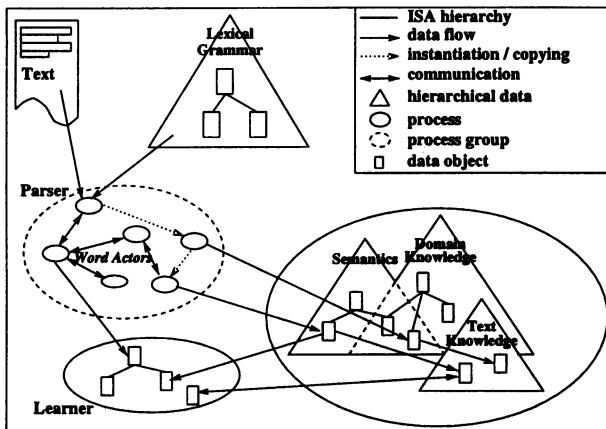 Text
Lexical
Grammar
ISA hierarchy
data flow
instantiation / copying
communication
hierarchical data
process
process group
data object
Parser
Word Actors
Semantics
Domain
Knowledge
Text
Knowledge
Learner